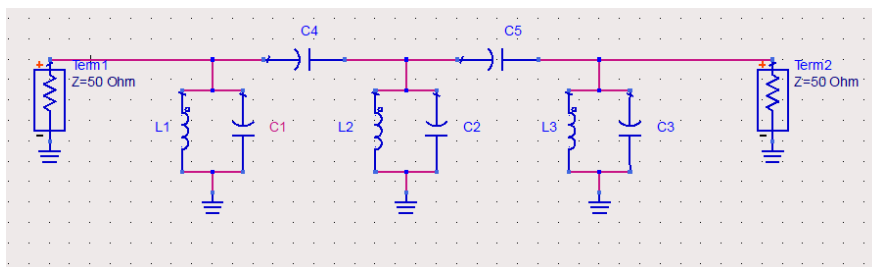 C4
C5
Term1
Z=50 Ohm
Term2
Z=50 Ohm
L1
C1
L2
C2
L3
C3